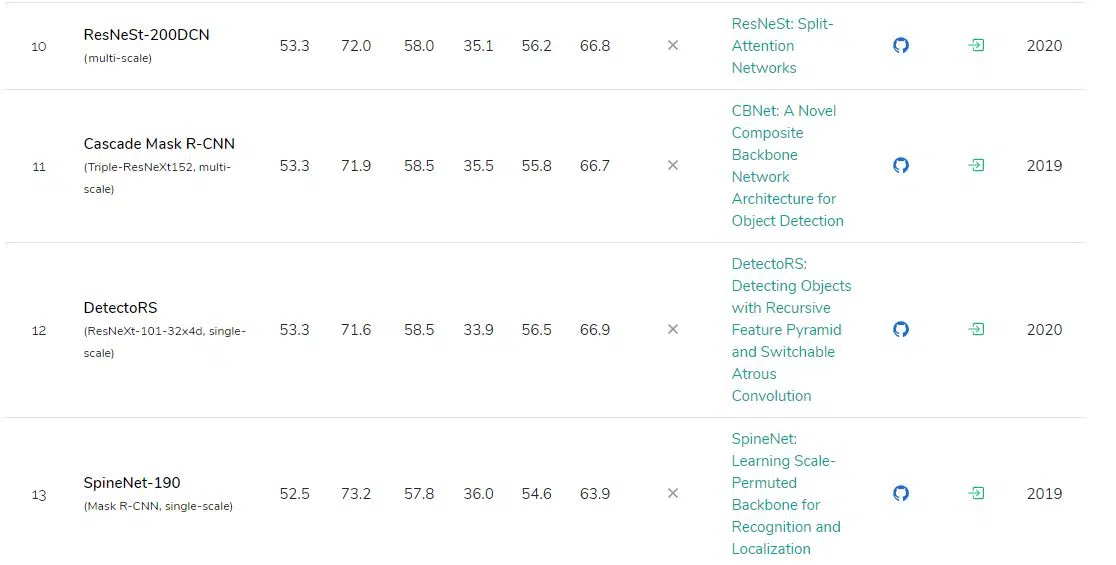 10 ResNeSt-200DCN (multi-scale) 53.3 72.0 58.0 35.1 56.2 66.8 ✕ ResNeSt: Split-
Attention
Networks 2020
11 Cascade Mask R-CNN
(Triple-ResNeXt152, multi-
scale) 53.3 71.9 58.5 35.5 55.8 66.7 ✕ CBNet: A Novel
Composite
Backbone
Network
Architecture for
Object Detection 2019
12 DetectoRS
(ResNeXt-101-32x4d, single-
scale) 53.3 71.6 58.5 33.9 56.5 66.9 ✕ DetectoRS:
Detecting Objects
with Recursive
Feature Pyramid
and Switchable
Atrous
Convolution 2020
13 SpineNet-190
(Mask R-CNN, single-scale) 52.5 73.2 57.8 36.0 54.6 63.9 ✕ SpineNet:
Learning Scale-
Permuted
Backbone for
Recognition and
Localization 2019